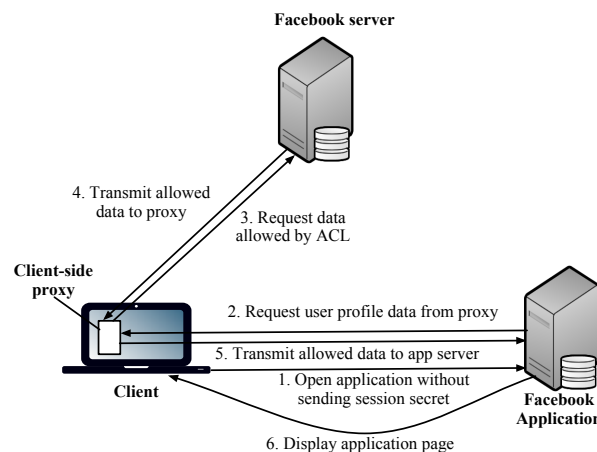 Facebook server
4. Transmit allowed
data to proxy
3. Request data
allowed by ACL
Client-side
proxy
2. Request user profile data from proxy
5. Transmit allowed data to app server
Client
1. Open application without
sending session secret
Facebook
Application
6. Display application page